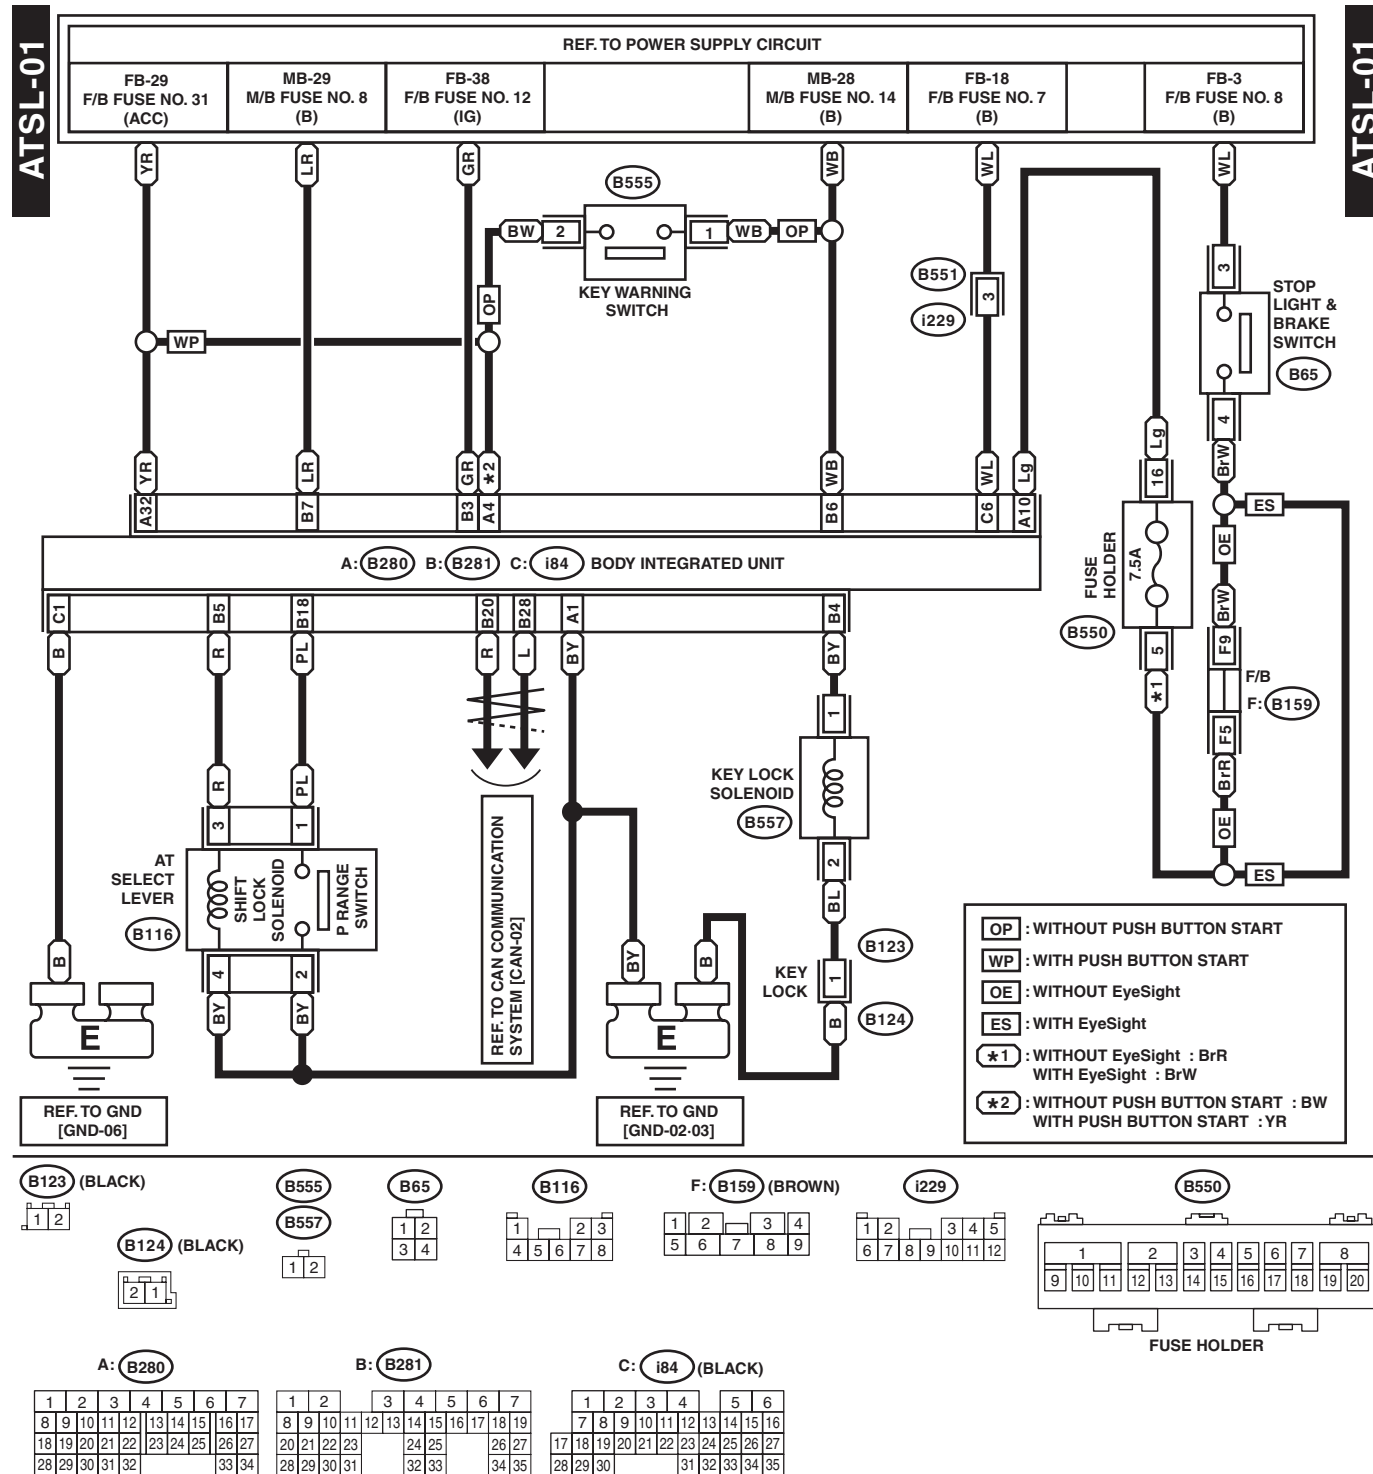 ATSL-01
ATSL-01
REF. TO POWER SUPPLY CIRCUIT
FB-29
F/B FUSE NO. 31
(ACC)
MB-29
M/B FUSE NO. 8
(B)
FB-38
F/B FUSE NO. 12
(IG)
MB-28
M/B FUSE NO. 14
(B)
FB-18
F/B FUSE NO. 7
(B)
FB-3
F/B FUSE NO. 8
(B)
YR
LR
GR
WB
WL
WL
B555
BW
2
1
WB
OP
KEY WARNING
SWITCH
OP
WP
B551
3
i229
3
STOP
LIGHT &
BRAKE
SWITCH
B65
4
BrW
YR
LR
GR
*2
WB
WL
Lg
Lg
16
A32
B7
B3
A4
B6
C6
A10
ES
OE
BrW
F9
F/B
F: B159
F5
BrR
OE
ES
FUSE
HOLDER
7.5A
B550
5
*1
A: B280 B: B281 C: i84 BODY INTEGRATED UNIT
C1
B5
B18
B20
B28
A1
B4
B
R
PL
R
L
BY
BY
1
KEY LOCK
SOLENOID
B557
2
BL
B123
KEY
LOCK
1
B124
B
R
PL
3
1
AT
SELECT
LEVER
B116
SHIFT
LOCK
SOLENOID
P RANGE
SWITCH
4
2
BY
BY
REF. TO CAN COMMUNICATION
SYSTEM [CAN-02]
B
E
REF. TO GND
[GND-06]
BY
B
E
REF. TO GND
[GND-02·03]
OP : WITHOUT PUSH BUTTON START
WP : WITH PUSH BUTTON START
OE : WITHOUT EyeSight
ES : WITH EyeSight
*1 : WITHOUT EyeSight : BrR
WITH EyeSight : BrW
*2 : WITHOUT PUSH BUTTON START : BW
WITH PUSH BUTTON START : YR
B123 (BLACK)
1 2
B124 (BLACK)
2 1
B555
B557
1 2
B65
1 2
3 4
B116
1 2 3
4 5 6 7 8
F: B159 (BROWN)
1 2 3 4
5 6 7 8 9
i229
1 2 3 4 5
6 7 8 9 10 11 12
B550
1 2 3 4 5 6 7 8
9 10 11 12 13 14 15 16 17 18 19 20
FUSE HOLDER
A: B280
1 2 3 4 5 6 7
8 9 10 11 12 13 14 15 16 17
18 19 20 21 22 23 24 25 26 27
28 29 30 31 32 33 34
B: B281
1 2 3 4 5 6 7
8 9 10 11 12 13 14 15 16 17 18 19
20 21 22 23 24 25 26 27
28 29 30 31 32 33 34 35
C: i84 (BLACK)
1 2 3 4 5 6
7 8 9 10 11 12 13 14 15 16
17 18 19 20 21 22 23 24 25 26 27
28 29 30 31 32 33 34 35